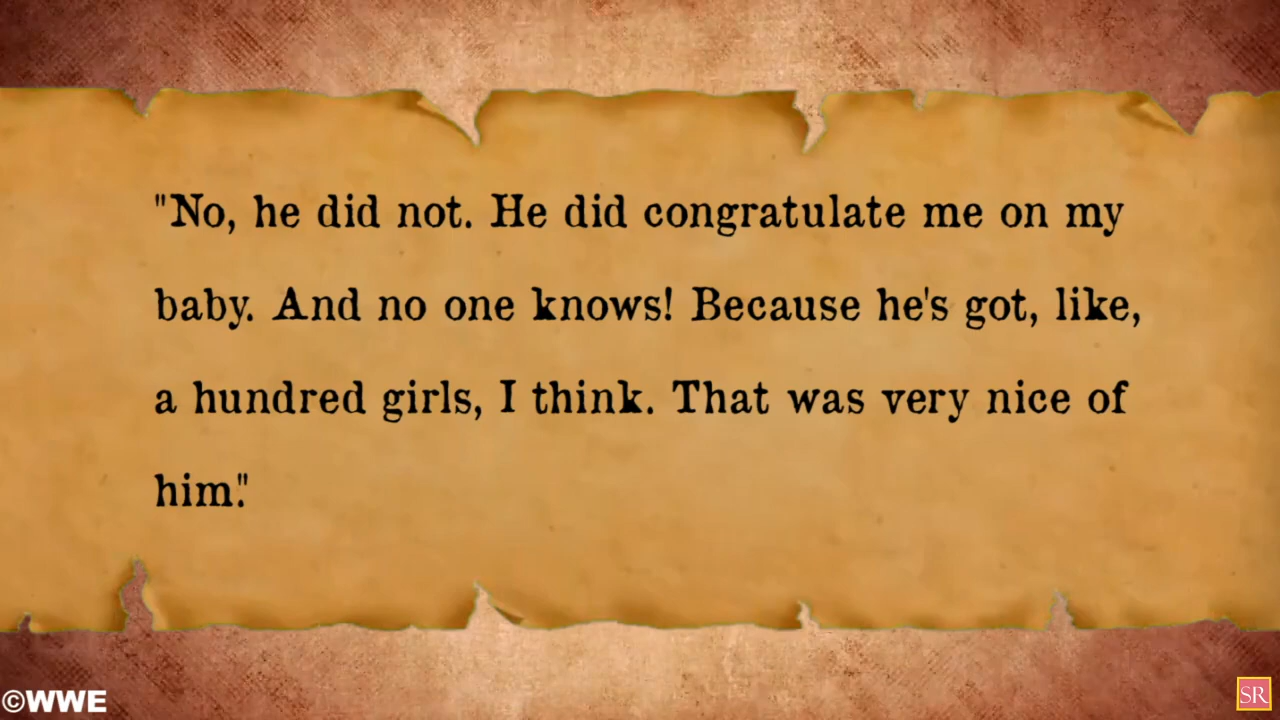 "No, he did not. He did congratulate me on my
baby. And no one knows! Because he's got, like,
a hundred girls, I think. That was very nice of
him."
©WWE
SR